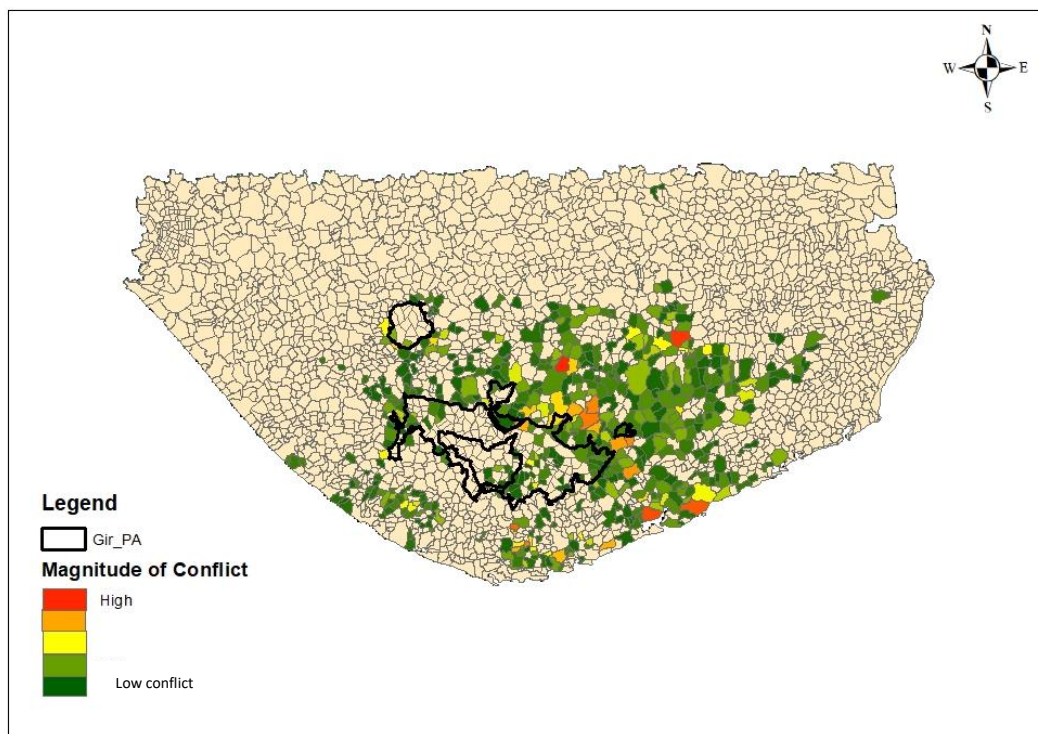 N
W E
S
Legend
Gir_PA
Magnitude of Conflict
High
Low conflict